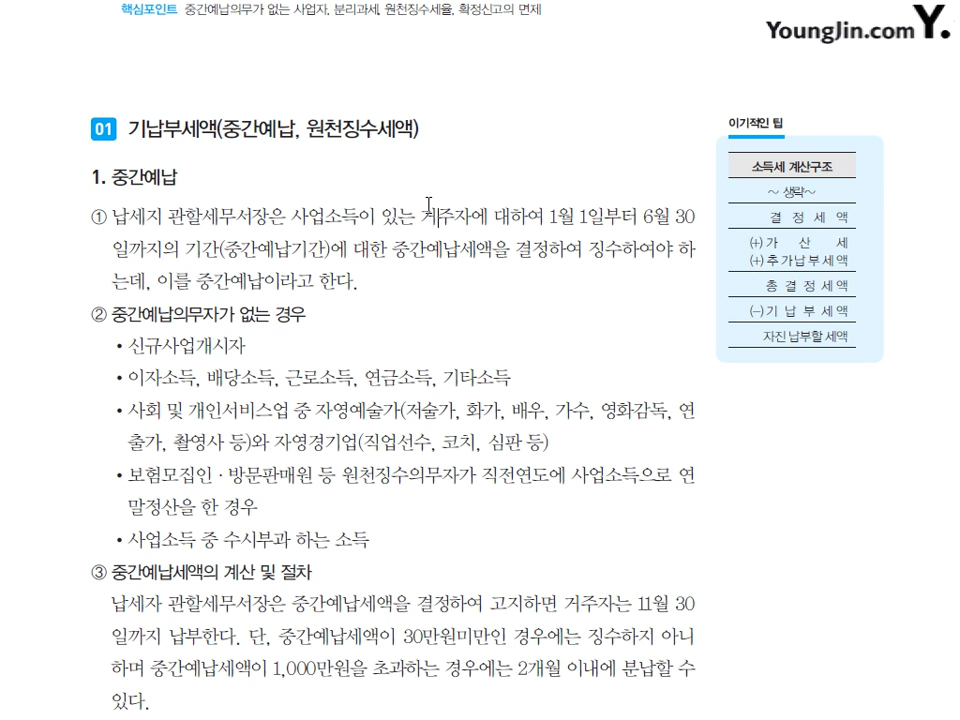 핵심포인트 중간예납의무가 없는 사업자, 분리과세, 원천징수세율, 확정신고의 면제
YoungJin.com Y.
01 기납부세액(중간예납, 원천징수세액)
1. 중간예납
① 납세지 관할세무서장은 사업소득이 있는 거주자에 대하여 1월 1일부터 6월 30
일까지의 기간(중간예납기간)에 대한 중간예납세액을 결정하여 징수하여야 하
는데, 이를 중간예납이라고 한다.
② 중간예납의무자가 없는 경우
• 신규사업개시자
• 이자소득, 배당소득, 근로소득, 연금소득, 기타소득
• 사회 및 개인서비스업 중 자영예술가(저술가, 화가, 배우, 가수, 영화감독, 연
출가, 촬영사 등)와 자영경기업(직업선수, 코치, 심판 등)
• 보험모집인 · 방문판매원 등 원천징수의무자가 직전연도에 사업소득으로 연
말정산을 한 경우
• 사업소득 중 수시부과 하는 소득
③ 중간예납세액의 계산 및 절차
납세자 관할세무서장은 중간예납세액을 결정하여 고지하면 거주자는 11월 30
일까지 납부한다. 단, 중간예납세액이 30만원미만인 경우에는 징수하지 아니
하며 중간예납세액이 1,000만원을 초과하는 경우에는 2개월 이내에 분납할 수
있다.
이기적인 팁
소득세 계산구조
～ 생략～
결 정 세 액
(+)가 산 세
(+)추가납부세액
총 결 정 세 액
(-)기 납 부 세 액
자진 납부할 세액